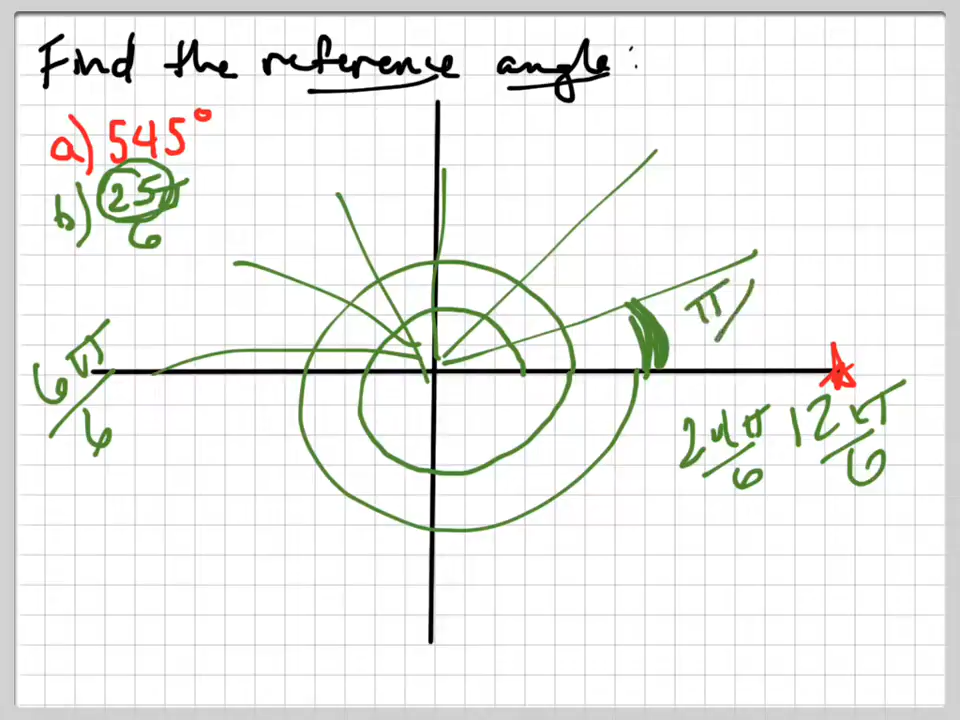 Find the reference angle:
a) 545°
b) 25π/6
π/
6π/6
24π/6 12π/6